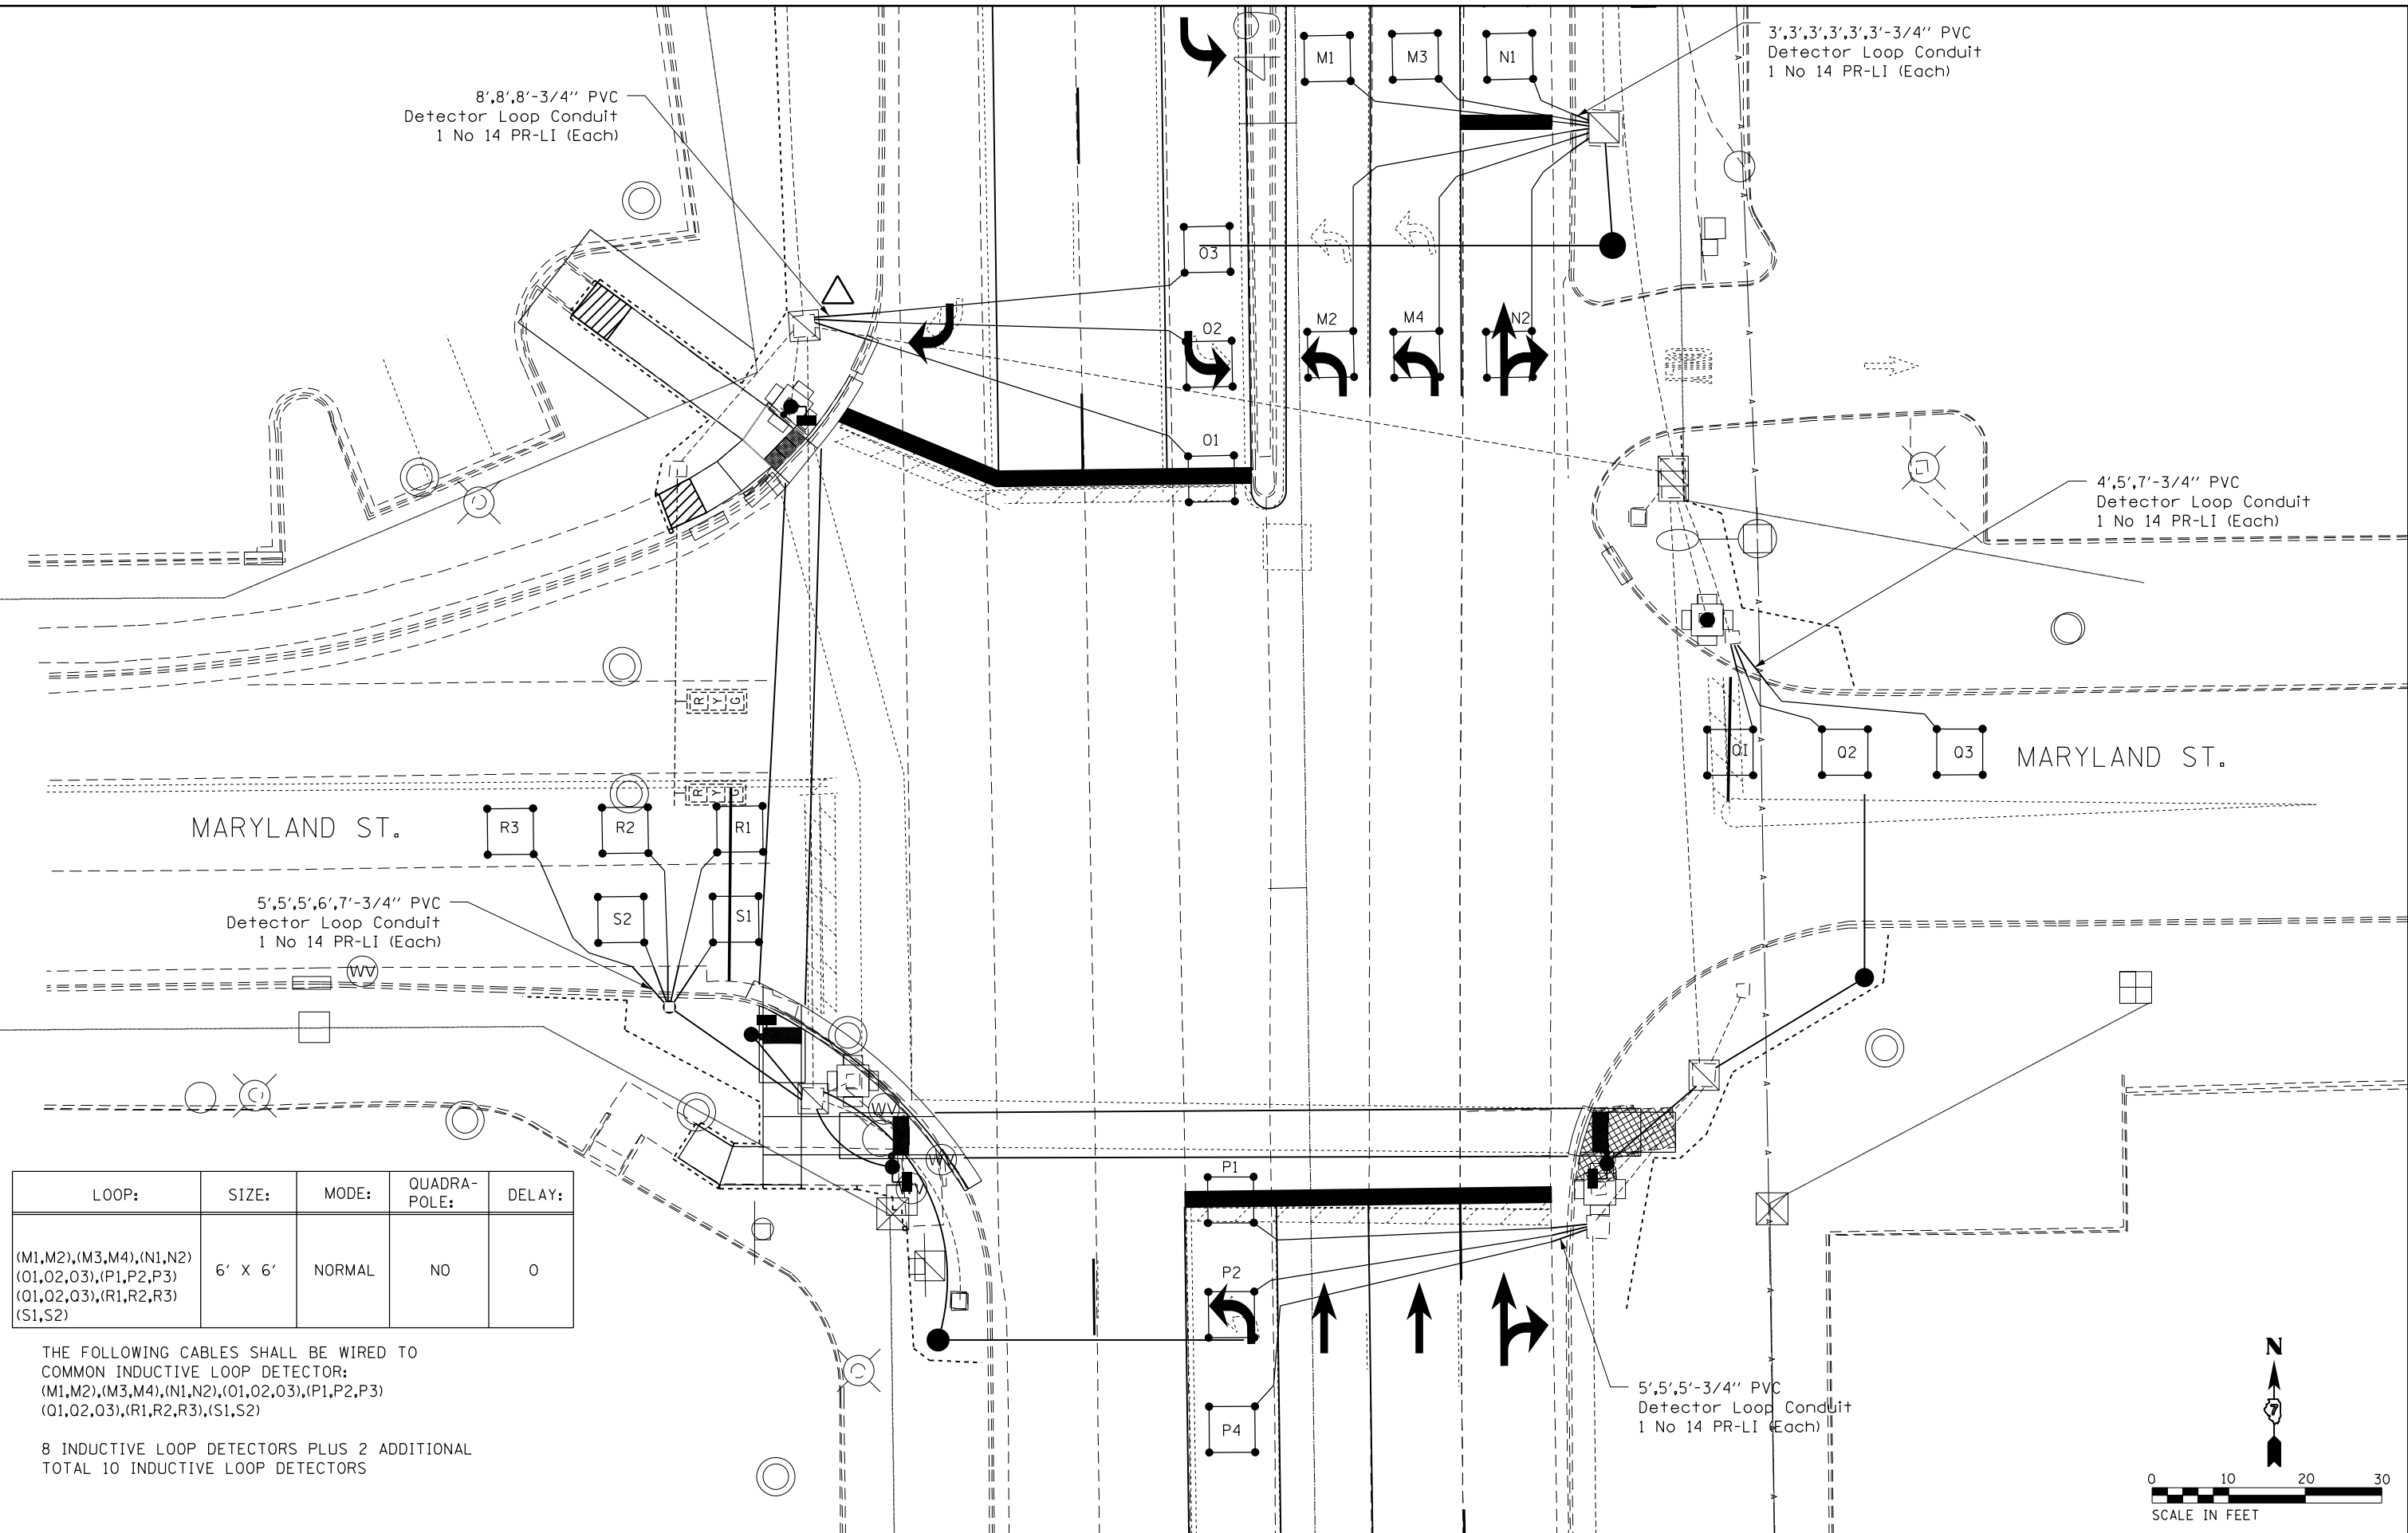 3',3',3',3',3',3'-3/4'' PVC
Detector Loop Conduit
1 No 14 PR-LI (Each)
M1
M3
N1
8',8',8'-3/4'' PVC
Detector Loop Conduit
1 No 14 PR-LI (Each)
O3
O2
M2
M4
N2
O1
4',5',7'-3/4'' PVC
Detector Loop Conduit
1 No 14 PR-LI (Each)
R Y G
Q1
Q2
Q3
MARYLAND ST.
R Y G
MARYLAND ST.
R3
R2
R1
5',5',5',6',7'-3/4'' PVC
Detector Loop Conduit
1 No 14 PR-LI (Each)
S2
S1
WV
WV
WV
P1
LOOP: SIZE: MODE: QUADRA-POLE: DELAY:
(M1,M2),(M3,M4),(N1,N2)
(O1,O2,O3),(P1,P2,P3)
(Q1,Q2,Q3),(R1,R2,R3)
(S1,S2)
6' X 6' NORMAL NO 0
P2
THE FOLLOWING CABLES SHALL BE WIRED TO
COMMON INDUCTIVE LOOP DETECTOR:
(M1,M2),(M3,M4),(N1,N2),(O1,O2,O3),(P1,P2,P3)
(Q1,Q2,Q3),(R1,R2,R3),(S1,S2)
8 INDUCTIVE LOOP DETECTORS PLUS 2 ADDITIONAL
TOTAL 10 INDUCTIVE LOOP DETECTORS
P4
5',5',5'-3/4'' PVC
Detector Loop Conduit
1 No 14 PR-LI (Each)
N
7
0 10 20 30
SCALE IN FEET